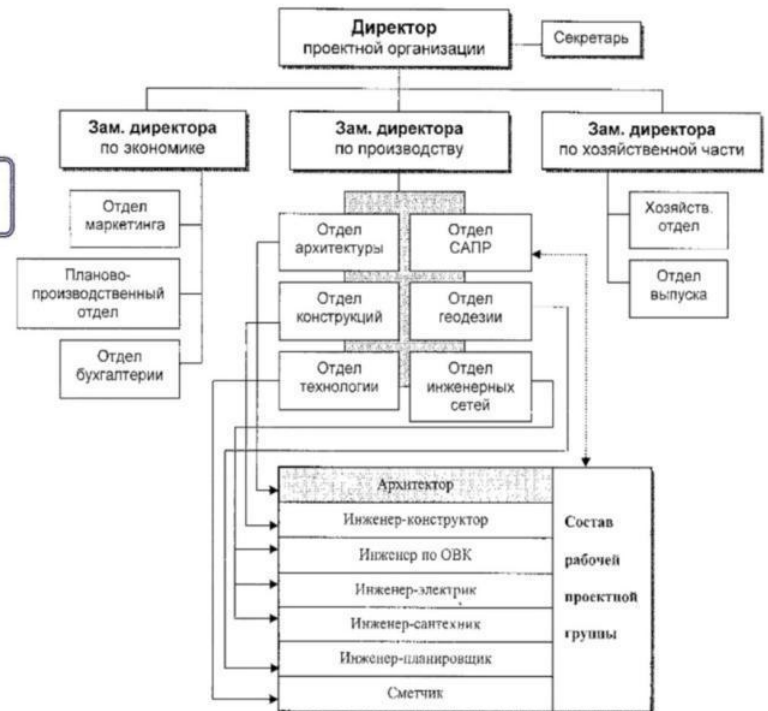 Директор
проектной организации
Секретарь
Зам. директора
по экономике
Зам. директора
по производству
Зам. директора
по хозяйственной части
Отдел
маркетинга
Планово-
производственный
отдел
Отдел
бухгалтерии
Отдел
архитектуры
Отдел
САПР
Отдел
конструкций
Отдел
геодезии
Отдел
технологии
Отдел
инженерных
сетей
Хозяйств.
отдел
Отдел
выпуска
Архитектор
Инженер-конструктор
Инженер по ОВК
Инженер-электрик
Инженер-сантехник
Инженер-планировщик
Сметчик
Состав
рабочей
проектной
группы